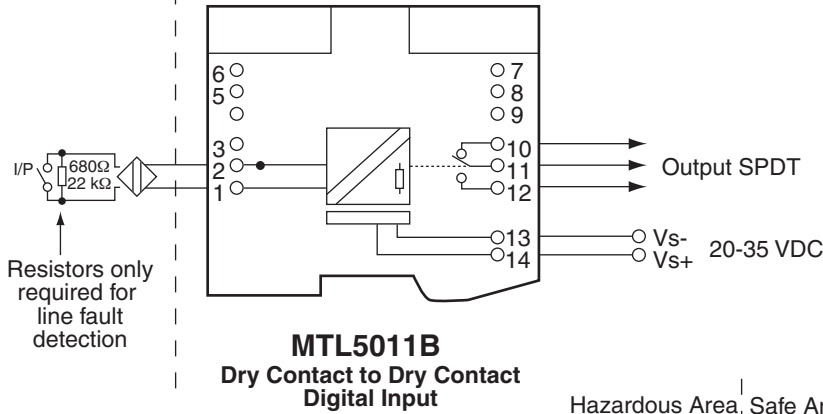 6
5
3
2
1
7
8
9
10
11
12
13
14
I/P
680Ω
22 kΩ
Output SPDT
Vs-
Vs+
20-35 VDC
Resistors only
required for
line fault
detection
MTL5011B
Dry Contact to Dry Contact
Digital Input
Hazardous Area
Safe